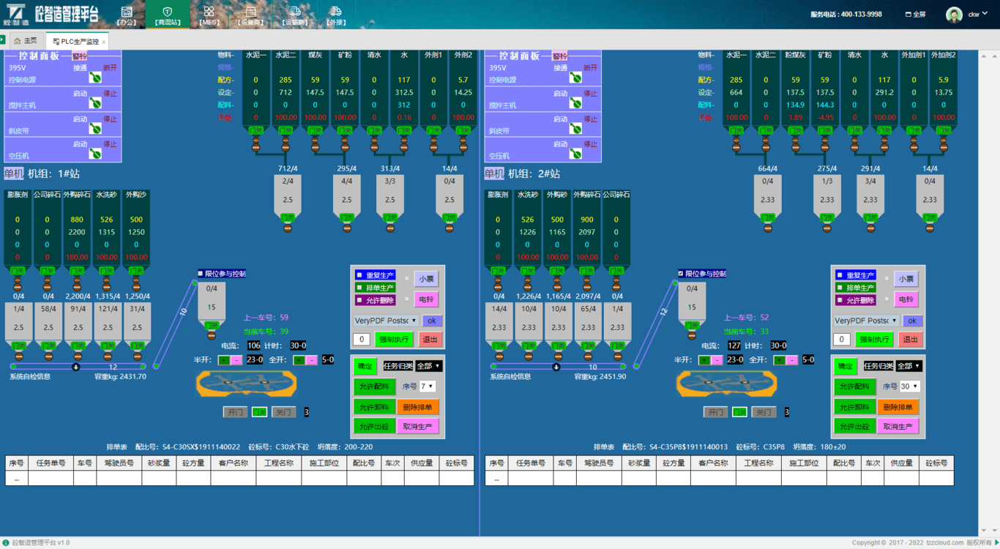 砼智造
砼智造管理平台
【办公】 【商混站】 【MES】 【设备商】 【运输商】 【外接】
服务电话 : 400-133-9998 全屏 ckw
主页 PLC生产监控 ×
控制面板 警铃
395V 接通 断开
控制电源
启动 停止
搅拌主机
启动 停止
斜皮带
启动 停止
空压机
物料- 水泥一 水泥二 煤灰 矿粉 清水 水 外剂1 外剂2
规格-
配方- 0 285 59 59 0 117 0 5.7
设定- 0 712 147.5 147.5 0 312.5 0 14.25
配料- 0 0 0 0 0 312 0 0
0 100.00 100.00 100.00 0 0.16 0 100.00
门关 门关 门关 门关 门关 门关 门关 门关
712/4 295/4 313/4 14/4
2/4 4/4 3/3 0/4
2.5 2.5 2.5 2.5
门关 门关 门关 门关
单机 机组：1#站
膨胀剂 公司碎石 外购碎石 水洗砂 外购沙
0 0 880 526 500
0 0 2200 1315 1250
0 0 0 0 0
0 0 100.00 100.00 100.00
门关 门关 门关 门关 门关
0/4 0/4 2,200/4 1,315/4 1,250/4
1/4 58/4 91/4 121/4 31/4
2.5 2.5 2.5 2.5 2.5
门关 门关 门关 门关 门关
12
10
系统自检信息 容重kg: 2431.70
限位参与控制
0/4
15
门关
上一车号：59
当前车号：39
电流: 106 计时: 30-0
半开: + - 23-0 全开: + - 5-0
开门 门关 关门 3
重复生产 小票
排单生产
允许删除 电铃
VeryPDF Postsc ok
0 强制执行 退出
确定 任务归类 全部
允许配料 序号 7
允许卸料 删除排单
允许出砼 取消生产
排单表 配比号：S4-C30SX$1911140022 砼标号：C30水下砼 坍落度：200-220
序号 任务单号 车号 驾驶员号 砂浆量 砼方量 客户名称 工程名称 施工部位 配比号 车次 供应量 砼标号
...
控制面板 警铃
395V 接通 断开
控制电源
启动 停止
搅拌主机
启动 停止
斜皮带
启动 停止
空压机
物料- 水泥一 水泥二 粉煤灰 矿粉 清水 水 外加剂1 外加剂2
规格-
配方- 285 0 59 59 0 117 0 5.9
设定- 664 0 137.5 137.5 0 291.2 0 13.75
配料- 0 0 134.9 144.3 0 0 0 0
100.00 0 1.89 -4.95 0 100.00 0 100.00
门关 门关 门关 门关 门关 门关 门关 门关
664/4 275/4 291/4 14/4
0/4 1/3 3/4 0/4
2.33 2.33 2.33 2.33
门关 门关 门关 门关
单机 机组：2#站
膨胀剂 水洗砂 外购砂 外购碎石 公司碎石
0 526 500 900 0
0 1226 1165 2097 0
0 0 0 0 0
0 100.00 100.00 100.00 0
门关 门关 门关 门关 门关
0/4 1,226/4 1,165/4 2,097/4 0/4
14/4 10/4 10/4 65/4 1/4
2.33 2.33 2.33 2.33 2.33
门关 门关 门关 门关 门关
10
12
系统自检信息 容重kg: 2451.90
限位参与控制
0/4
15
门关
上一车号：52
当前车号：33
电流: 127 计时: 30-0
半开: + - 23-0 全开: + - 5-0
开门 门关 关门 3
重复生产 小票
排单生产
允许删除 电铃
VeryPDF Postsc ok
0 强制执行 退出
确定 任务归类 全部
允许配料 序号 30
允许卸料 删除排单
允许出砼 取消生产
排单表 配比号：S4-C35P8$1911140013 砼标号：C35P8 坍落度：180±20
序号 任务单号 车号 驾驶员号 砂浆量 砼方量 客户名称 工程名称 施工部位 配比号 车次 供应量 砼标号
...
砼智造管理平台 v1.0
Copyright © 2017 - 2022 tzzcloud.com 版权所有